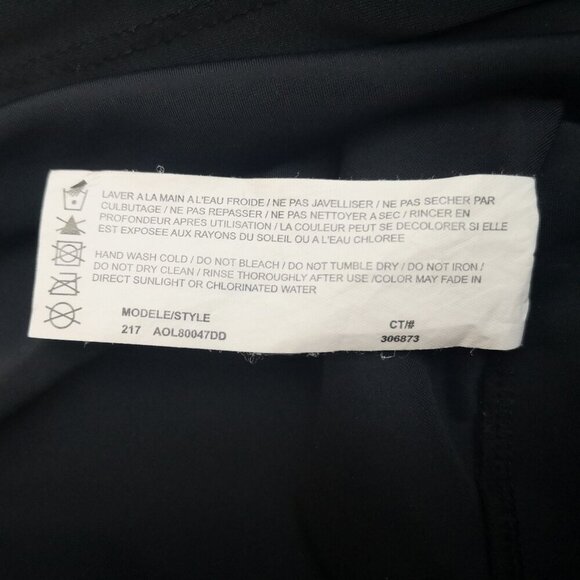 LAVER A LA MAIN A L'EAU FROIDE / NE PAS JAVELLISER / NE PAS SECHER PAR
CULBUTAGE / NE PAS REPASSER / NE PAS NETTOYER A SEC / RINCER EN
PROFONDEUR APRÈS UTILISATION / LA COULEUR PEUT SE DECOLORER SI ELLE
EST EXPOSEE AUX RAYONS DU SOLEIL OU A L'EAU CHLOREE
HAND WASH COLD / DO NOT BLEACH / DO NOT TUMBLE DRY / DO NOT IRON /
DO NOT DRY CLEAN / RINSE THOROUGHLY AFTER USE /COLOR MAY FADE IN
DIRECT SUNLIGHT OR CHLORINATED WATER
MODELE/STYLE CT/#
217 AOL80047DD 306873